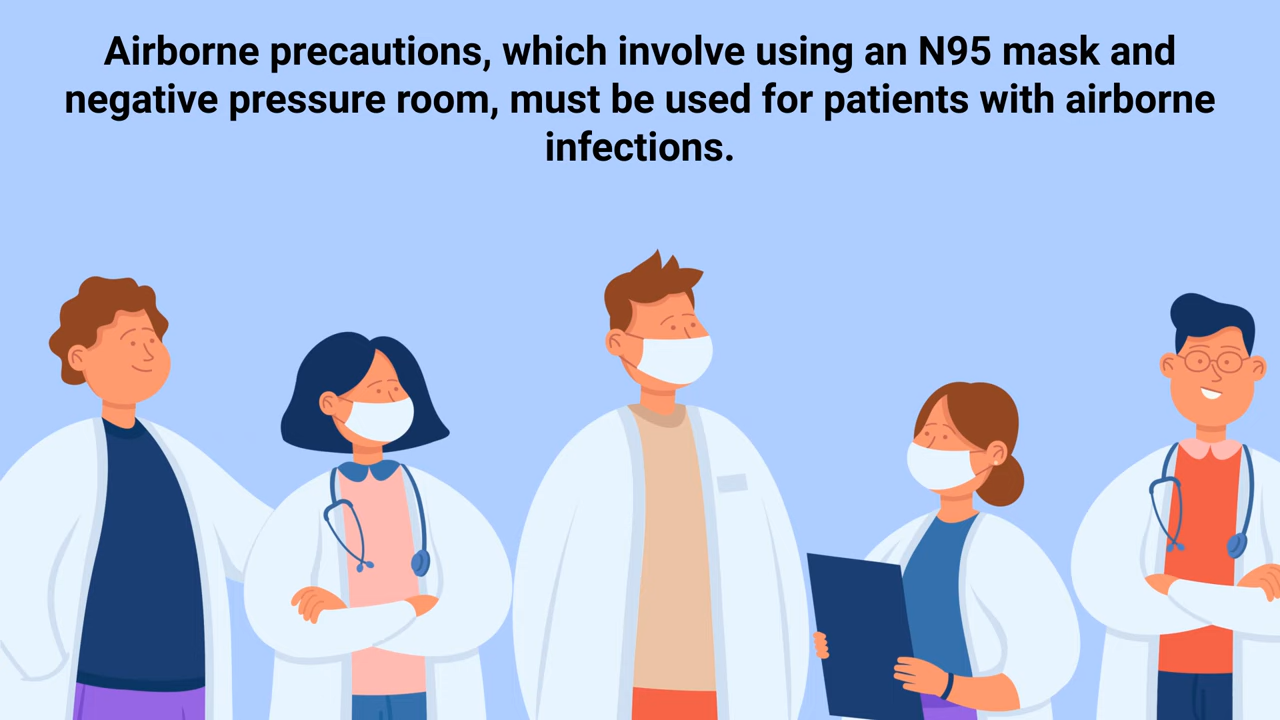 Airborne precautions, which involve using an N95 mask and
negative pressure room, must be used for patients with airborne
infections.